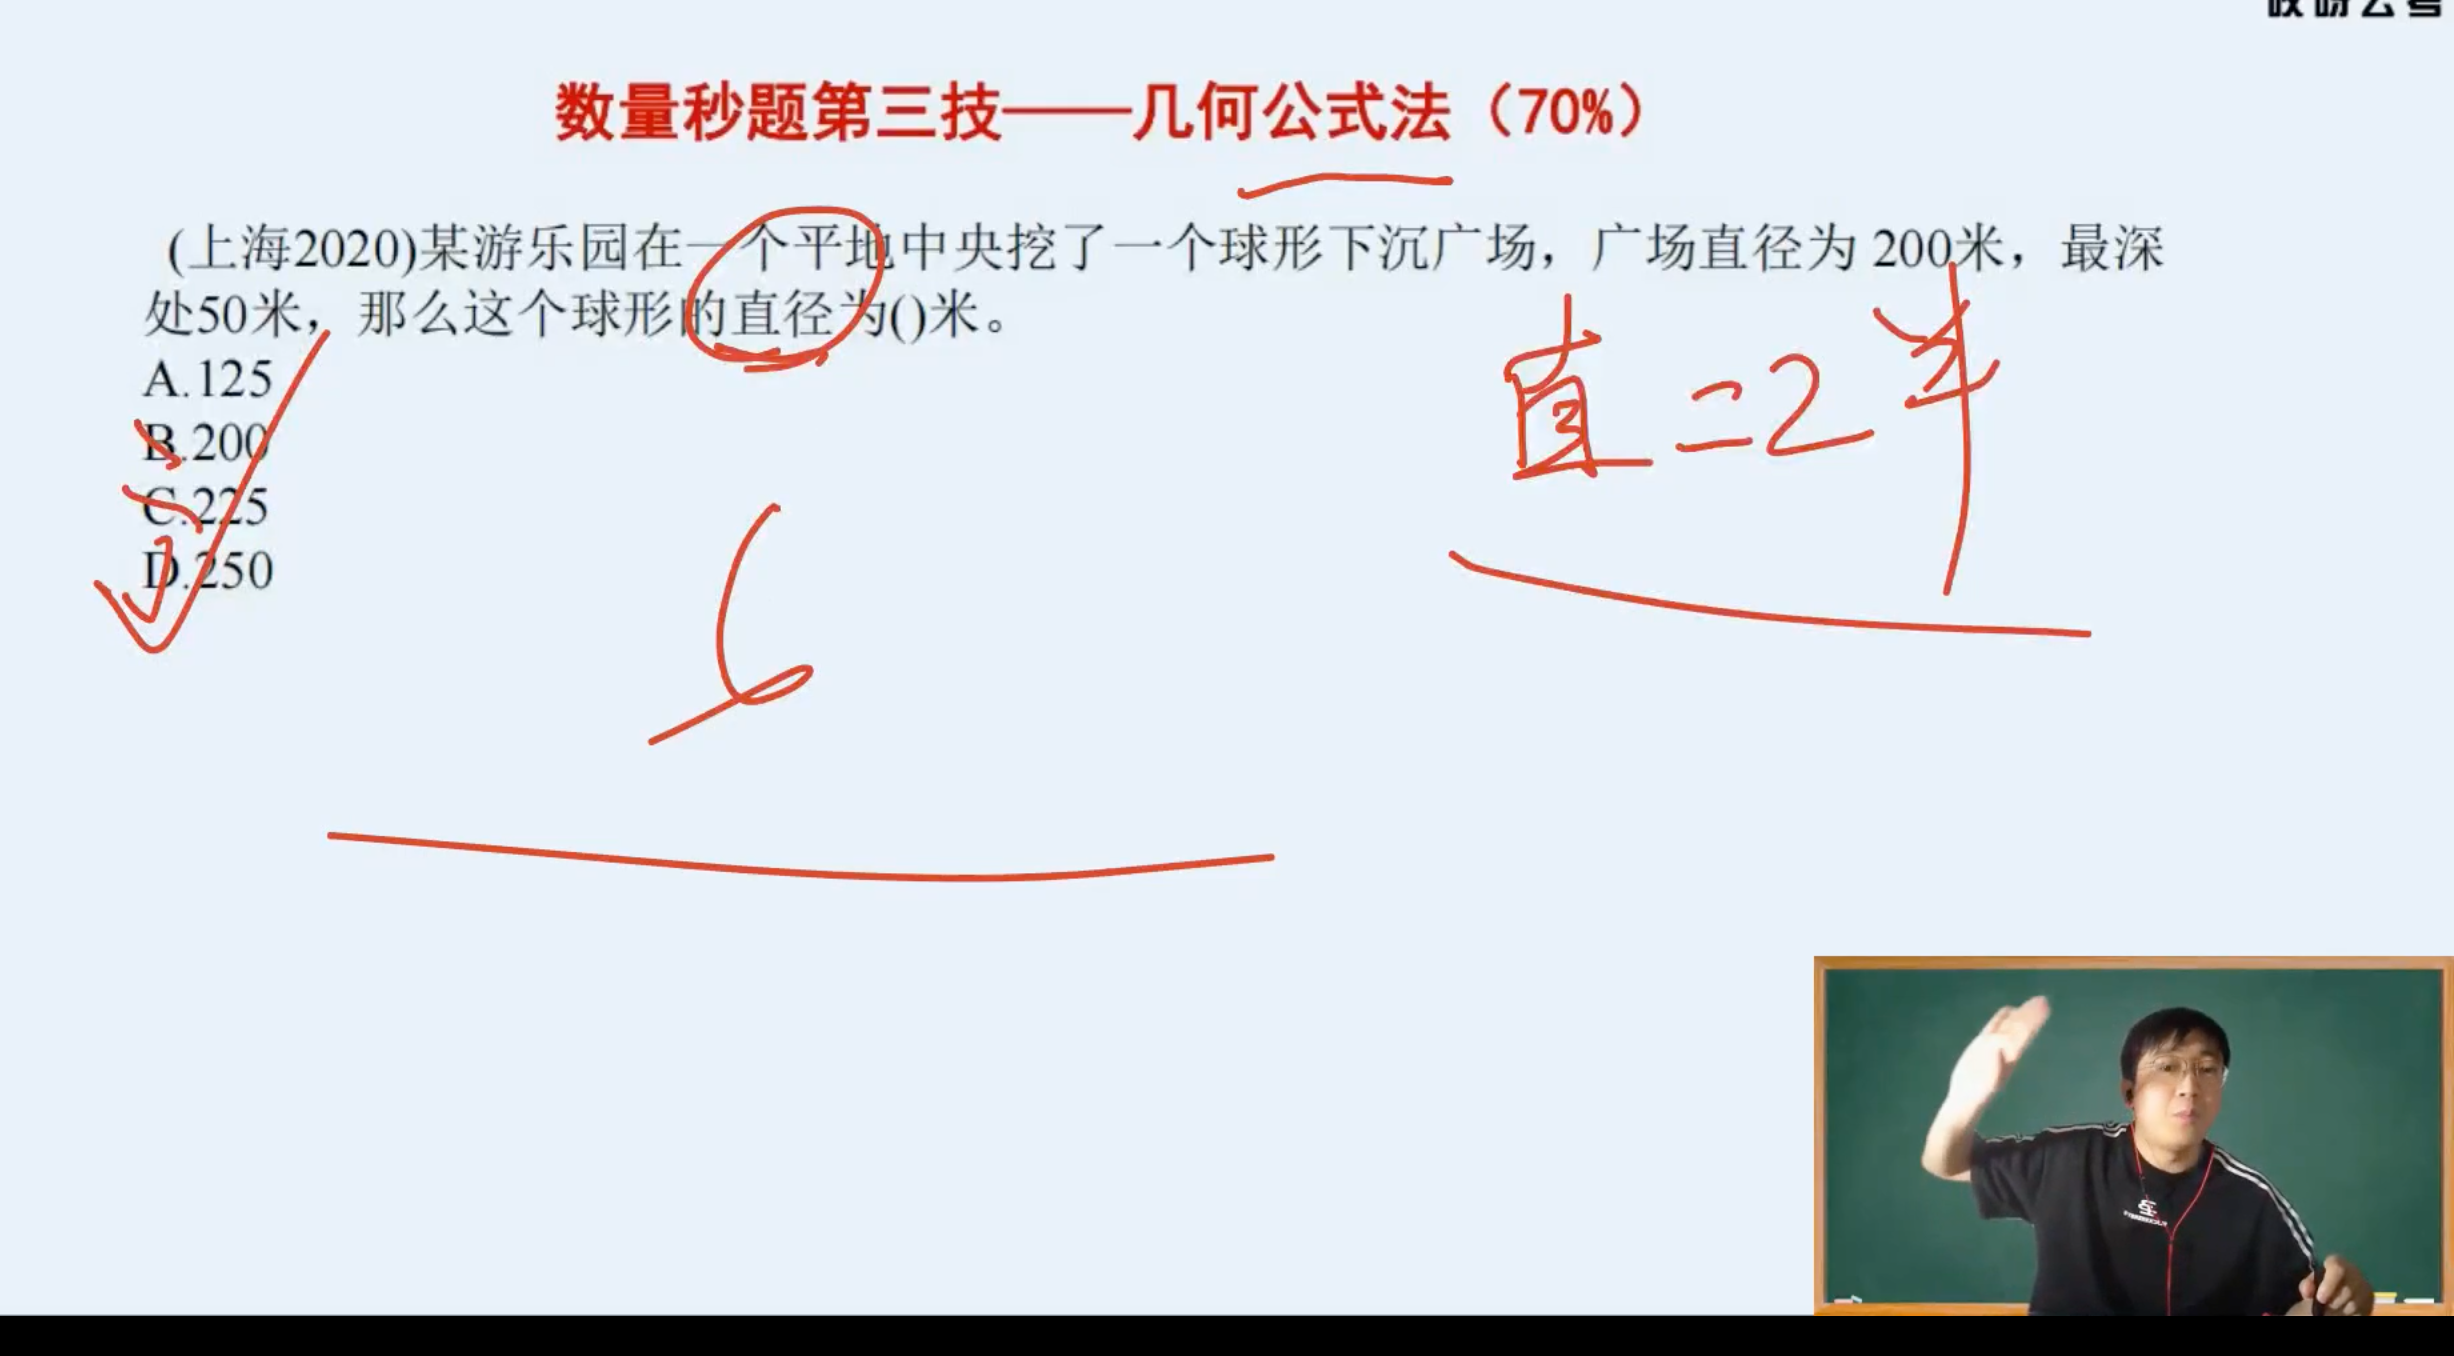 数量秒题第三技——几何公式法（70%）
(上海2020)某游乐园在一个平地中央挖了一个球形下沉广场，广场直径为 200米，最深
处50米，那么这个球形的直径为()米。
A.125
B.200
C.225
D.250
直=2半